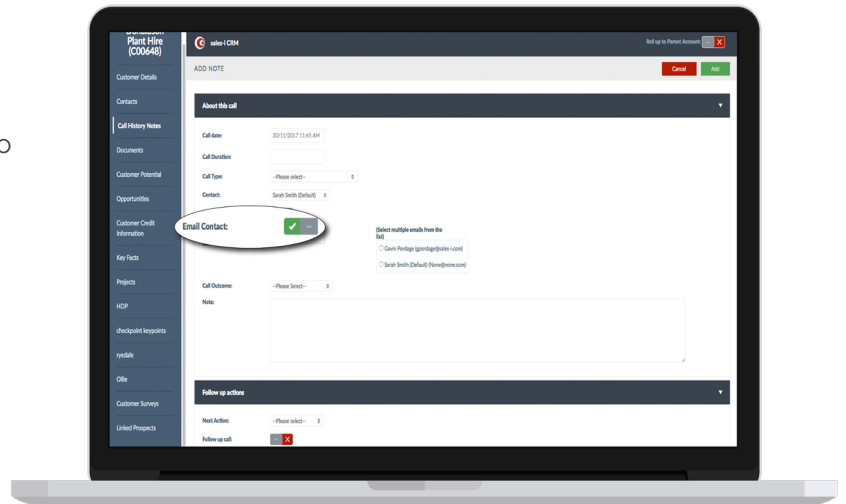 Donaldson
Plant Hire
(C00648)
sales-i CRM
Roll up to Parent Account:
... X
ADD NOTE
Cancel
Add
Customer Details
Contacts
Call History Notes
Documents
Customer Potential
Opportunities
Customer Credit
Information
Key Facts
Projects
HDP
checkpoint keypoints
ryedale
Ollie
Customer Surveys
Linked Prospects
About this call
Call date:
30/11/2017 11:45 AM
Call Duration:
Call Type:
--Please select--
Contact:
Sarah Smith (Default)
Email Contact:
...
(Select multiple emails from the
list)
Gavin Pordage (gpordage@sales-i.com)
Sarah Smith (Default) (None@none.com)
Call Outcome:
--Please Select--
Note:
Follow up actions
Next Action:
--Please select--
Follow up call:
... X
o